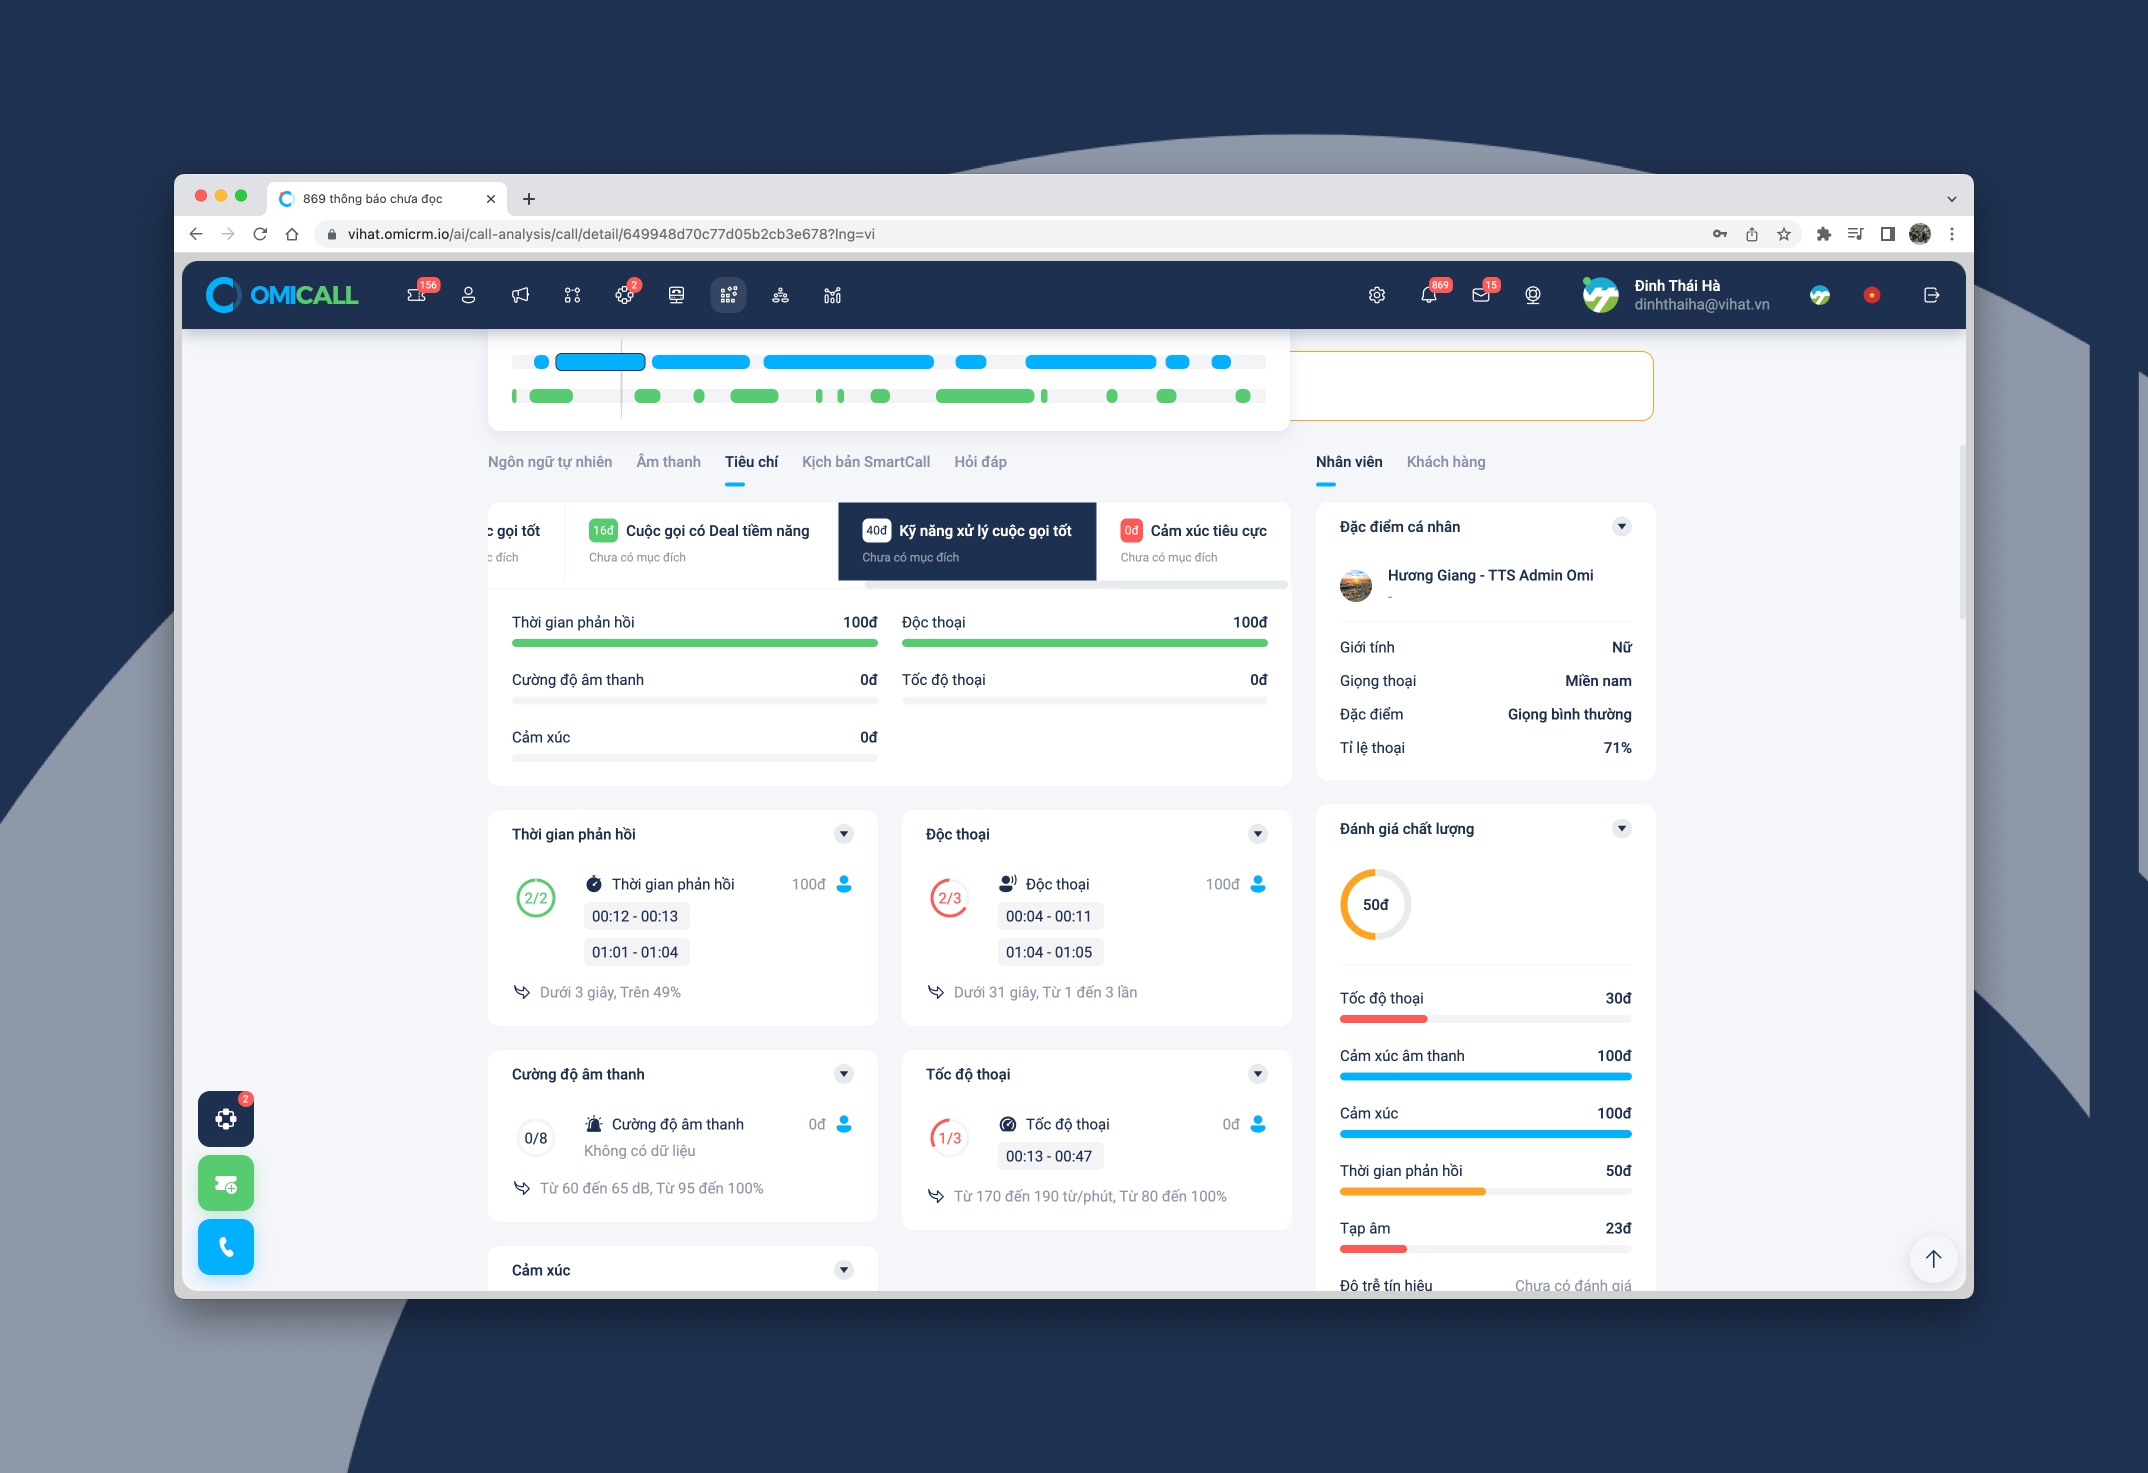 869 thông báo chưa đọc
vihat.omicrm.io/ai/call-analysis/call/detail/649948d70c77d05b2cb3e678?lng=vi
OMICALL
156
2
869
15
Đinh Thái Hà
dinhthaiha@vihat.vn
Ngôn ngữ tự nhiên
Âm thanh
Tiêu chí
Kịch bản SmartCall
Hỏi đáp
c gọi tốt
c đích
16đ Cuộc gọi có Deal tiềm năng
Chưa có mục đích
40đ Kỹ năng xử lý cuộc gọi tốt
Chưa có mục đích
0đ Cảm xúc tiêu cực
Chưa có mục đích
Thời gian phản hồi 100đ
Độc thoại 100đ
Cường độ âm thanh 0đ
Tốc độ thoại 0đ
Cảm xúc 0đ
Thời gian phản hồi
2/2
Thời gian phản hồi 100đ
00:12 - 00:13
01:01 - 01:04
Dưới 3 giây, Trên 49%
Độc thoại
2/3
Độc thoại 100đ
00:04 - 00:11
01:04 - 01:05
Dưới 31 giây, Từ 1 đến 3 lần
Cường độ âm thanh
0/8
Cường độ âm thanh 0đ
Không có dữ liệu
Từ 60 đến 65 dB, Từ 95 đến 100%
Tốc độ thoại
1/3
Tốc độ thoại 0đ
00:13 - 00:47
Từ 170 đến 190 từ/phút, Từ 80 đến 100%
Cảm xúc
Nhân viên
Khách hàng
Đặc điểm cá nhân
Hương Giang - TTS Admin Omi
-
Giới tính Nữ
Giọng thoại Miền nam
Đặc điểm Giọng bình thường
Tỉ lệ thoại 71%
Đánh giá chất lượng
50đ
Tốc độ thoại 30đ
Cảm xúc âm thanh 100đ
Cảm xúc 100đ
Thời gian phản hồi 50đ
Tạp âm 23đ
Độ trễ tín hiệu Chưa có đánh giá
2